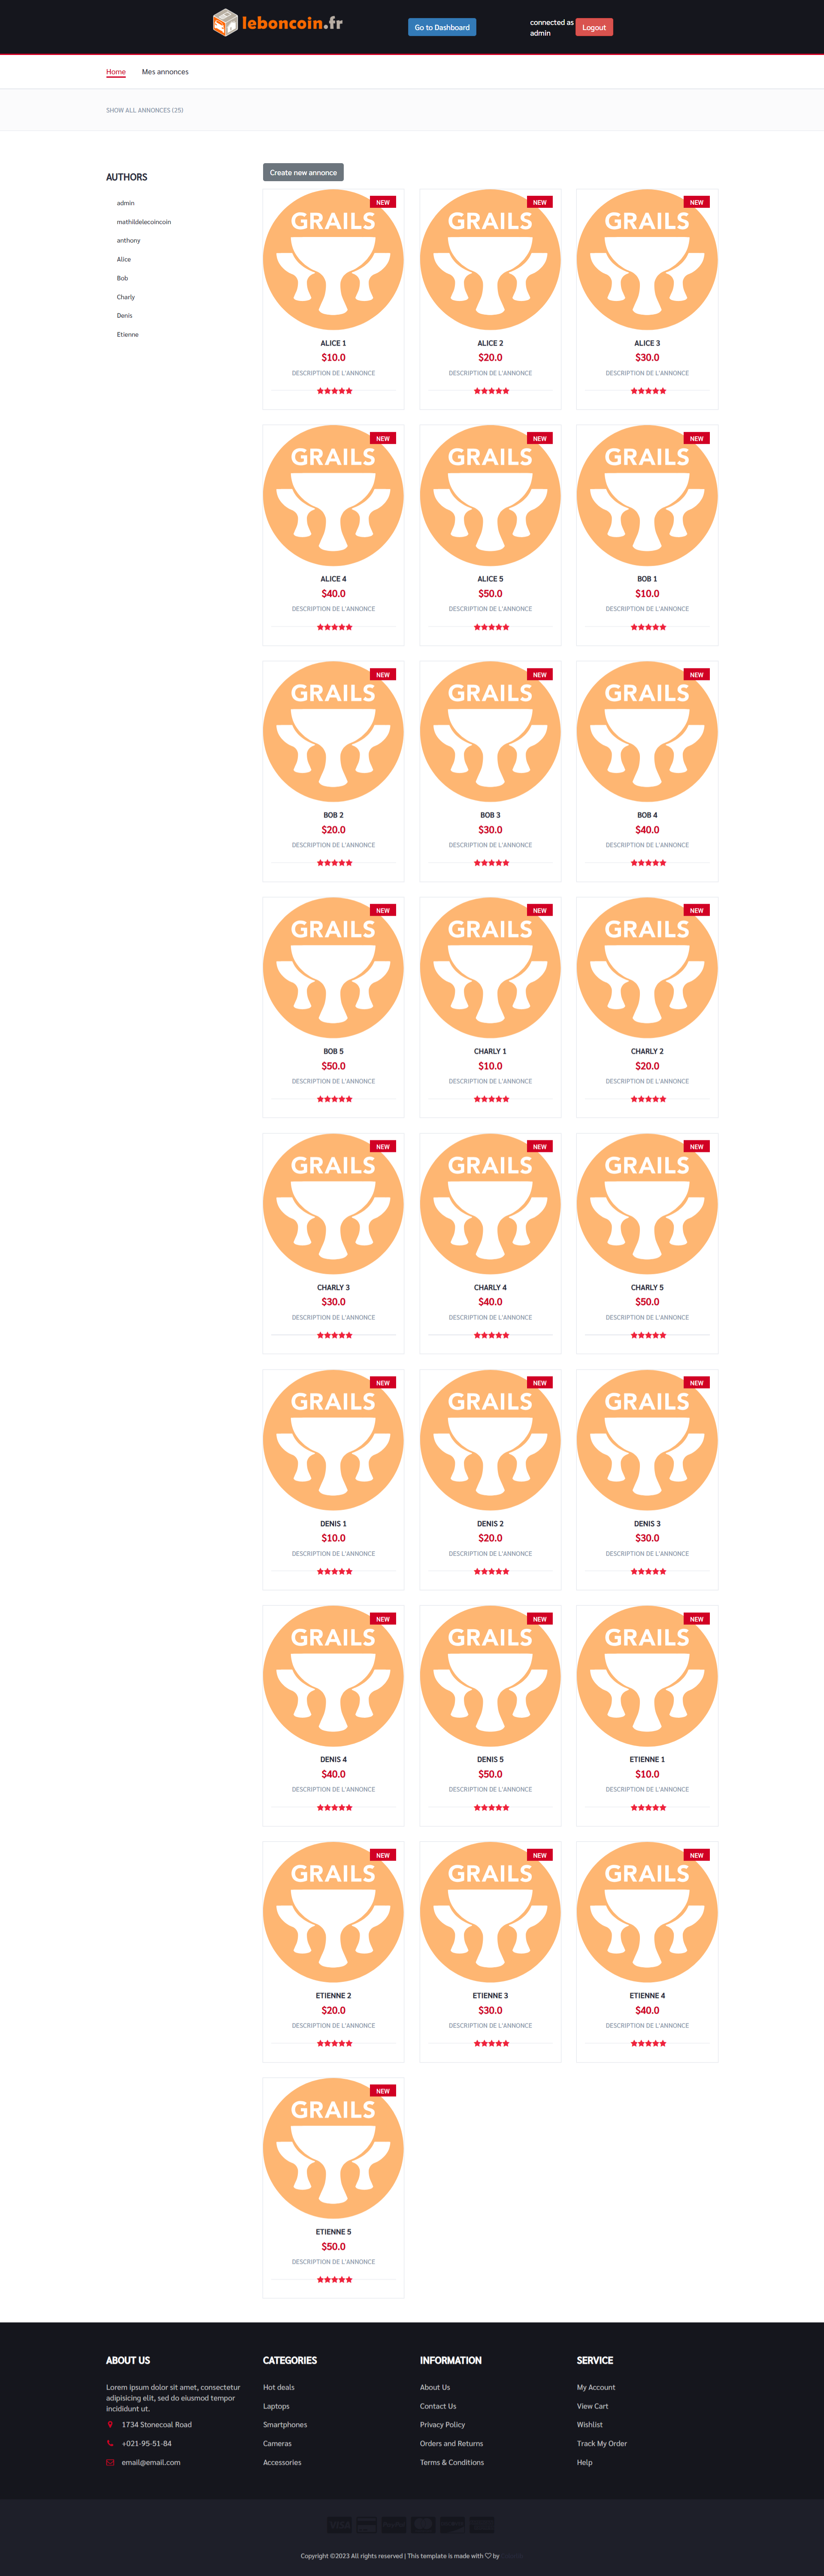 leboncoin.fr
Go to Dashboard
connected as
admin
Logout
Home
Mes annonces
SHOW ALL ANNONCES (25)
AUTHORS
admin
mathildelecoincoin
anthony
Alice
Bob
Charly
Denis
Etienne
Create new annonce
NEW NEW NEW
GRAILS GRAILS GRAILS
ALICE 1 ALICE 2 ALICE 3
$10.0 $20.0 $30.0
DESCRIPTION DE L'ANNONCE DESCRIPTION DE L'ANNONCE DESCRIPTION DE L'ANNONCE
NEW NEW NEW
GRAILS GRAILS GRAILS
ALICE 4 ALICE 5 BOB 1
$40.0 $50.0 $10.0
DESCRIPTION DE L'ANNONCE DESCRIPTION DE L'ANNONCE DESCRIPTION DE L'ANNONCE
NEW NEW NEW
GRAILS GRAILS GRAILS
BOB 2 BOB 3 BOB 4
$20.0 $30.0 $40.0
DESCRIPTION DE L'ANNONCE DESCRIPTION DE L'ANNONCE DESCRIPTION DE L'ANNONCE
NEW NEW NEW
GRAILS GRAILS GRAILS
BOB 5 CHARLY 1 CHARLY 2
$50.0 $10.0 $20.0
DESCRIPTION DE L'ANNONCE DESCRIPTION DE L'ANNONCE DESCRIPTION DE L'ANNONCE
NEW NEW NEW
GRAILS GRAILS GRAILS
CHARLY 3 CHARLY 4 CHARLY 5
$30.0 $40.0 $50.0
DESCRIPTION DE L'ANNONCE DESCRIPTION DE L'ANNONCE DESCRIPTION DE L'ANNONCE
NEW NEW NEW
GRAILS GRAILS GRAILS
DENIS 1 DENIS 2 DENIS 3
$10.0 $20.0 $30.0
DESCRIPTION DE L'ANNONCE DESCRIPTION DE L'ANNONCE DESCRIPTION DE L'ANNONCE
NEW NEW NEW
GRAILS GRAILS GRAILS
DENIS 4 DENIS 5 ETIENNE 1
$40.0 $50.0 $10.0
DESCRIPTION DE L'ANNONCE DESCRIPTION DE L'ANNONCE DESCRIPTION DE L'ANNONCE
NEW NEW NEW
GRAILS GRAILS GRAILS
ETIENNE 2 ETIENNE 3 ETIENNE 4
$20.0 $30.0 $40.0
DESCRIPTION DE L'ANNONCE DESCRIPTION DE L'ANNONCE DESCRIPTION DE L'ANNONCE
NEW
GRAILS
ETIENNE 5
$50.0
DESCRIPTION DE L'ANNONCE
ABOUT US
Lorem ipsum dolor sit amet, consectetur
adipisicing elit, sed do eiusmod tempor
incididunt ut.
1734 Stonecoal Road
+021-95-51-84
email@email.com
CATEGORIES
Hot deals
Laptops
Smartphones
Cameras
Accessories
INFORMATION
About Us
Contact Us
Privacy Policy
Orders and Returns
Terms & Conditions
SERVICE
My Account
View Cart
Wishlist
Track My Order
Help
VISA
PayPal
Copyright ©2023 All rights reserved | This template is made with by